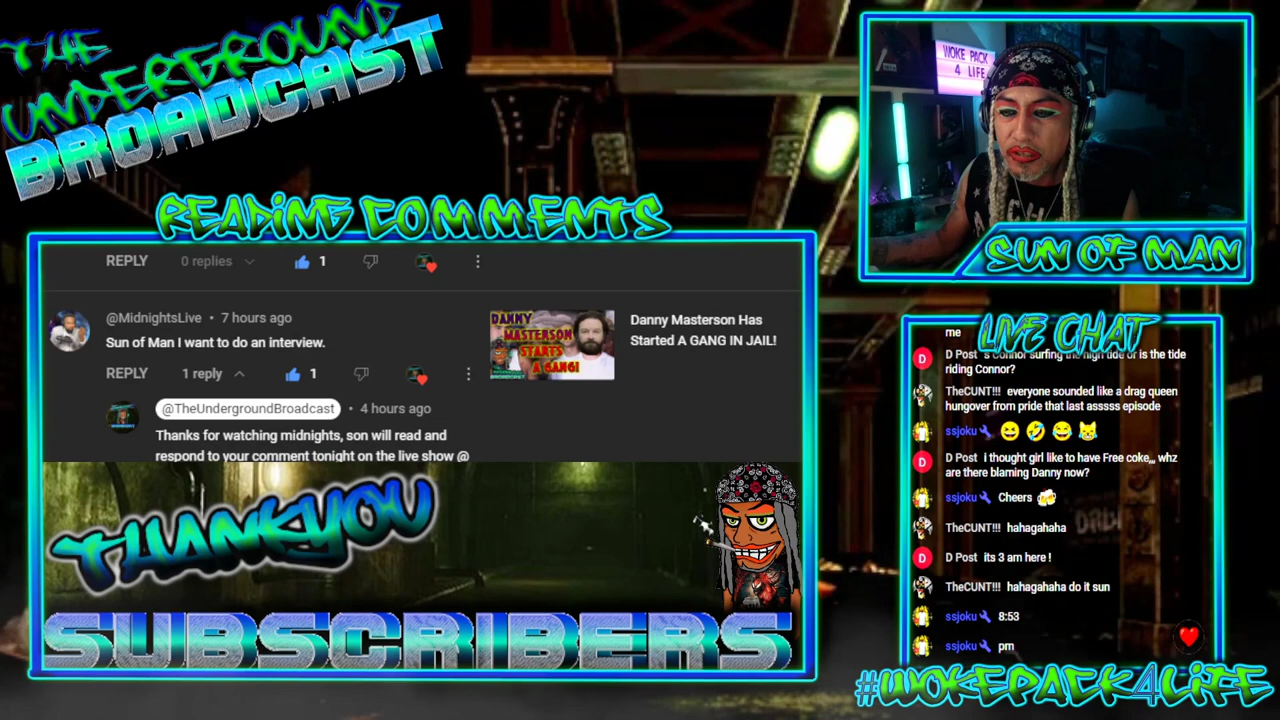 THE
UNDERGROUND
BROADCAST
READING COMMENTS
REPLY 0 replies 1
@MidnightsLive • 7 hours ago
Sun of Man I want to do an interview.
REPLY 1 reply 1
DANNY
MASTERSON
STARTS
A GANG!
Danny Masterson Has
Started A GANG IN JAIL!
@TheUndergroundBroadcast • 4 hours ago
Thanks for watching midnights, son will read and
respond to your comment tonight on the live show @
THANKYOU
SUBSCRIBERS
WOKE PACK
4 LIFE
SUN OF MAN
LIVE CHAT
me
D Post s connor surfing the high tide or is the tide
riding Connor?
TheCUNT!!! everyone sounded like a drag queen
hungover from pride that last asssss episode
ssjoku 😆 🤣 😂 😹
D Post i thought girl like to have Free coke,,, whz
are there blaming Danny now?
ssjoku Cheers 🍻
TheCUNT!!! hahagahaha
D Post its 3 am here !
TheCUNT!!! hahagahaha do it sun
ssjoku 8:53
ssjoku pm
#WOKEPACK4LIFE